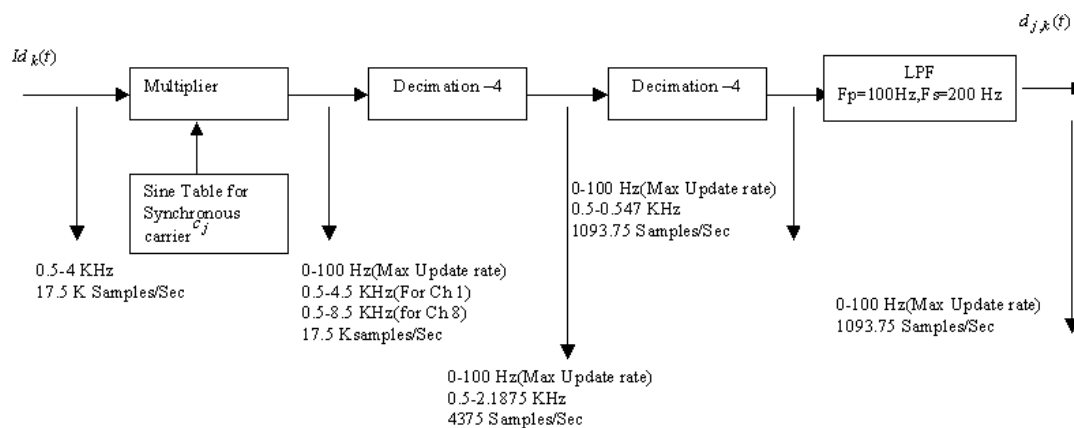 Id k(t)
d j,k(t)
Multiplier
Decimation –4
Decimation –4
LPF
Fp=100Hz,Fs=200 Hz
Sine Table for
Synchronous
carrier c j
0-100 Hz(Max Update rate)
0.5-0.547 KHz
1093.75 Samples/Sec
0.5-4 KHz
17.5 K Samples/Sec
0-100 Hz(Max Update rate)
0.5-4.5 KHz(For Ch 1)
0.5-8.5 KHz(for Ch 8)
17.5 Ksamples/Sec
0-100 Hz(Max Update rate)
1093.75 Samples/Sec
0-100 Hz(Max Update rate)
0.5-2.1875 KHz
4375 Samples/Sec